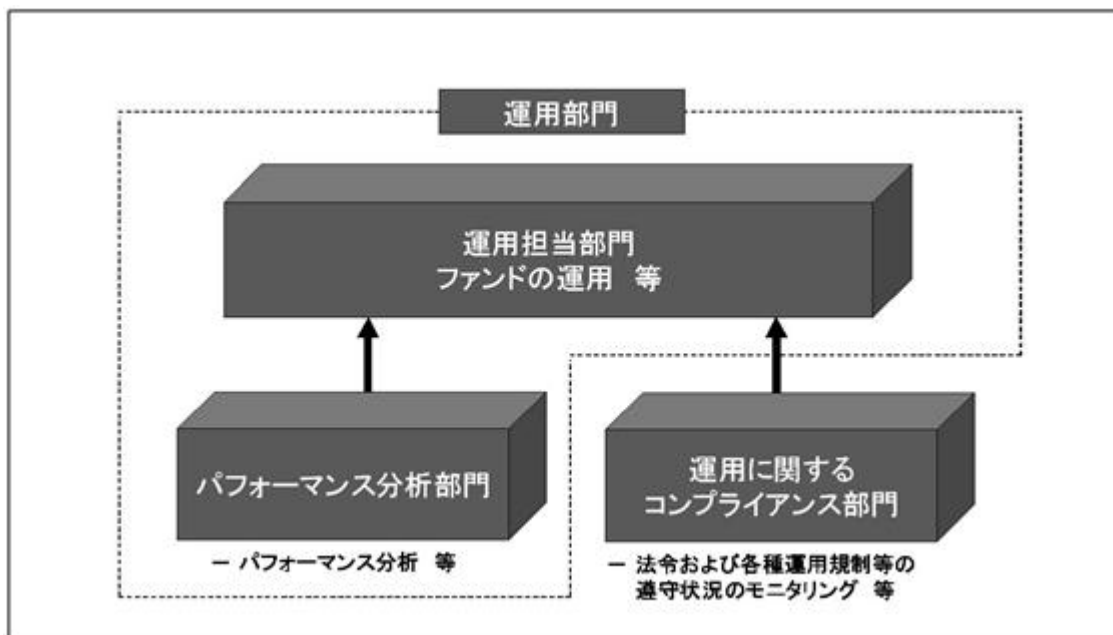 運用部門
運用担当部門
ファンドの運用 等
パフォーマンス分析部門
− パフォーマンス分析 等
運用に関する
コンプライアンス部門
− 法令および各種運用規制等の
遵守状況のモニタリング 等